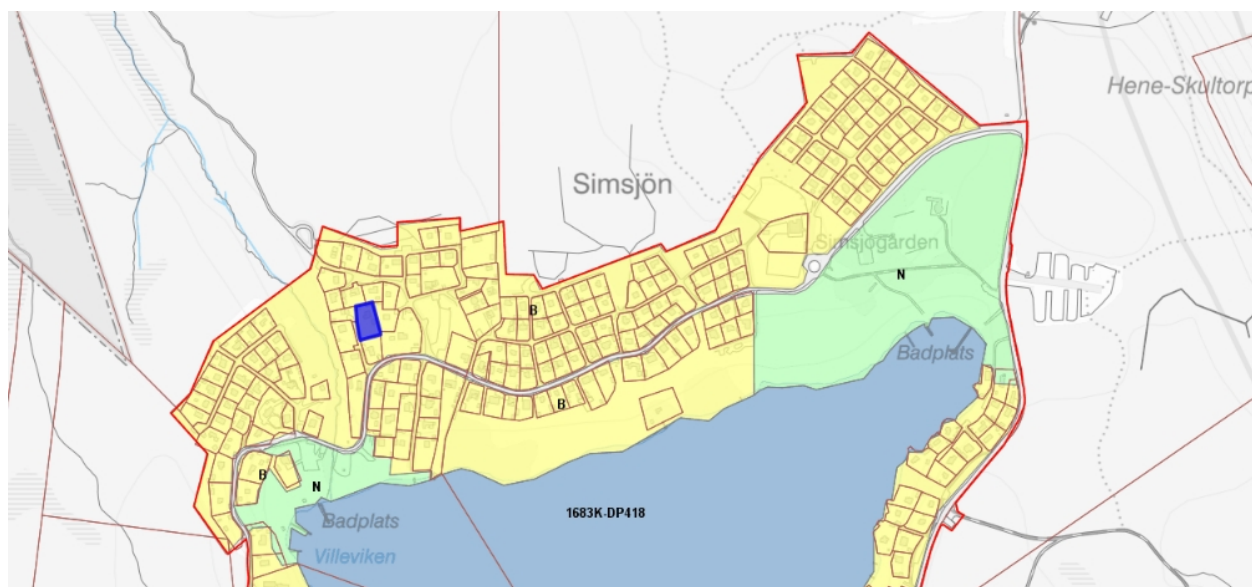 Hene-Skultorp
Simsjön
Simsjögården
N
B
Badplats
B
B
N
1683K-DP418
Badplats
Villeviken